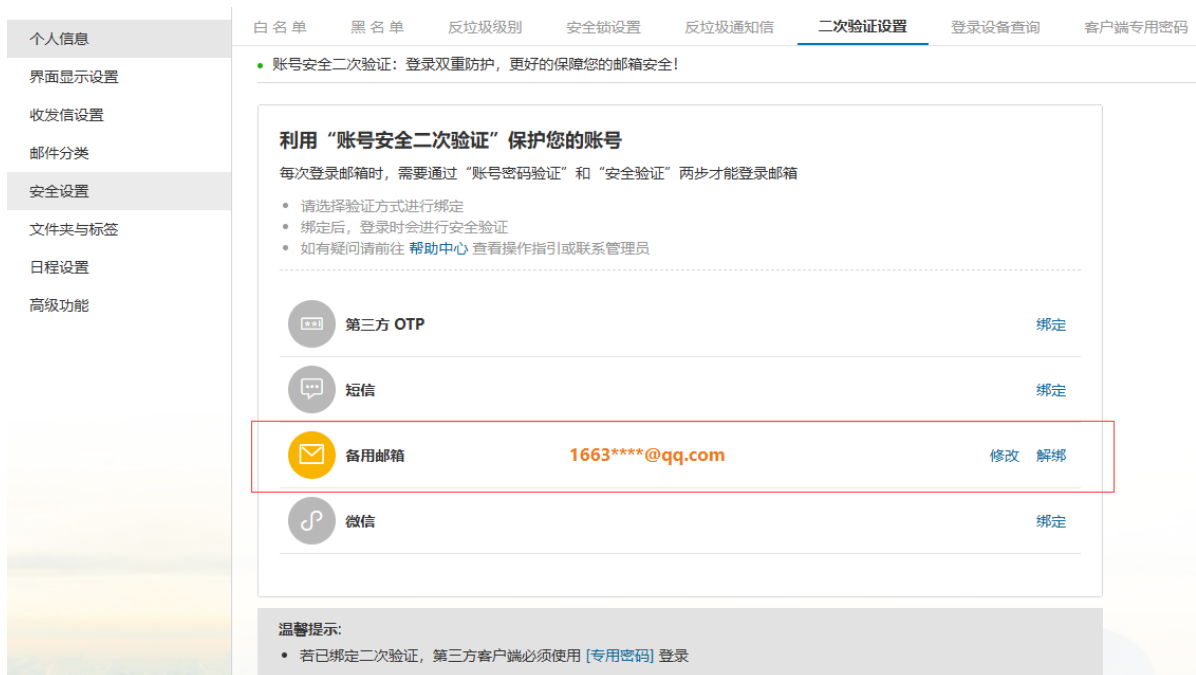 个人信息
界面显示设置
收发信设置
邮件分类
安全设置
文件夹与标签
日程设置
高级功能
白名单 黑名单 反垃圾级别 安全锁设置 反垃圾通知信 二次验证设置 登录设备查询 客户端专用密码
账号安全二次验证：登录双重防护，更好的保障您的邮箱安全！
利用“账号安全二次验证”保护您的账号
每次登录邮箱时，需要通过“账号密码验证”和“安全验证”两步才能登录邮箱
请选择验证方式进行绑定
绑定后，登录时会进行安全验证
如有疑问请前往 帮助中心 查看操作指引或联系管理员
第三方 OTP 绑定
短信 绑定
备用邮箱 1663****@qq.com 修改 解绑
微信 绑定
温馨提示:
若已绑定二次验证，第三方客户端必须使用 [专用密码] 登录